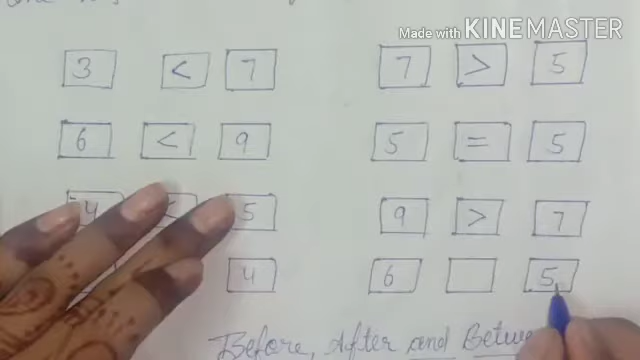 Made with KINEMASTER
3 < 7 7 > 5
6 < 9 5 = 5
4 < 5 9 > 7
4 6 5
Before, After and